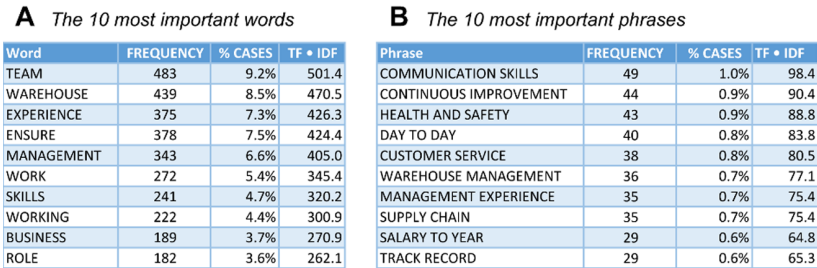 A The 10 most important words
Word FREQUENCY % CASES TF • IDF
TEAM 483 9.2% 501.4
WAREHOUSE 439 8.5% 470.5
EXPERIENCE 375 7.3% 426.3
ENSURE 378 7.5% 424.4
MANAGEMENT 343 6.6% 405.0
WORK 272 5.4% 345.4
SKILLS 241 4.7% 320.2
WORKING 222 4.4% 300.9
BUSINESS 189 3.7% 270.9
ROLE 182 3.6% 262.1
B The 10 most important phrases
Phrase FREQUENCY % CASES TF • IDF
COMMUNICATION SKILLS 49 1.0% 98.4
CONTINUOUS IMPROVEMENT 44 0.9% 90.4
HEALTH AND SAFETY 43 0.9% 88.8
DAY TO DAY 40 0.8% 83.8
CUSTOMER SERVICE 38 0.8% 80.5
WAREHOUSE MANAGEMENT 36 0.7% 77.1
MANAGEMENT EXPERIENCE 35 0.7% 75.4
SUPPLY CHAIN 35 0.7% 75.4
SALARY TO YEAR 29 0.6% 64.8
TRACK RECORD 29 0.6% 65.3